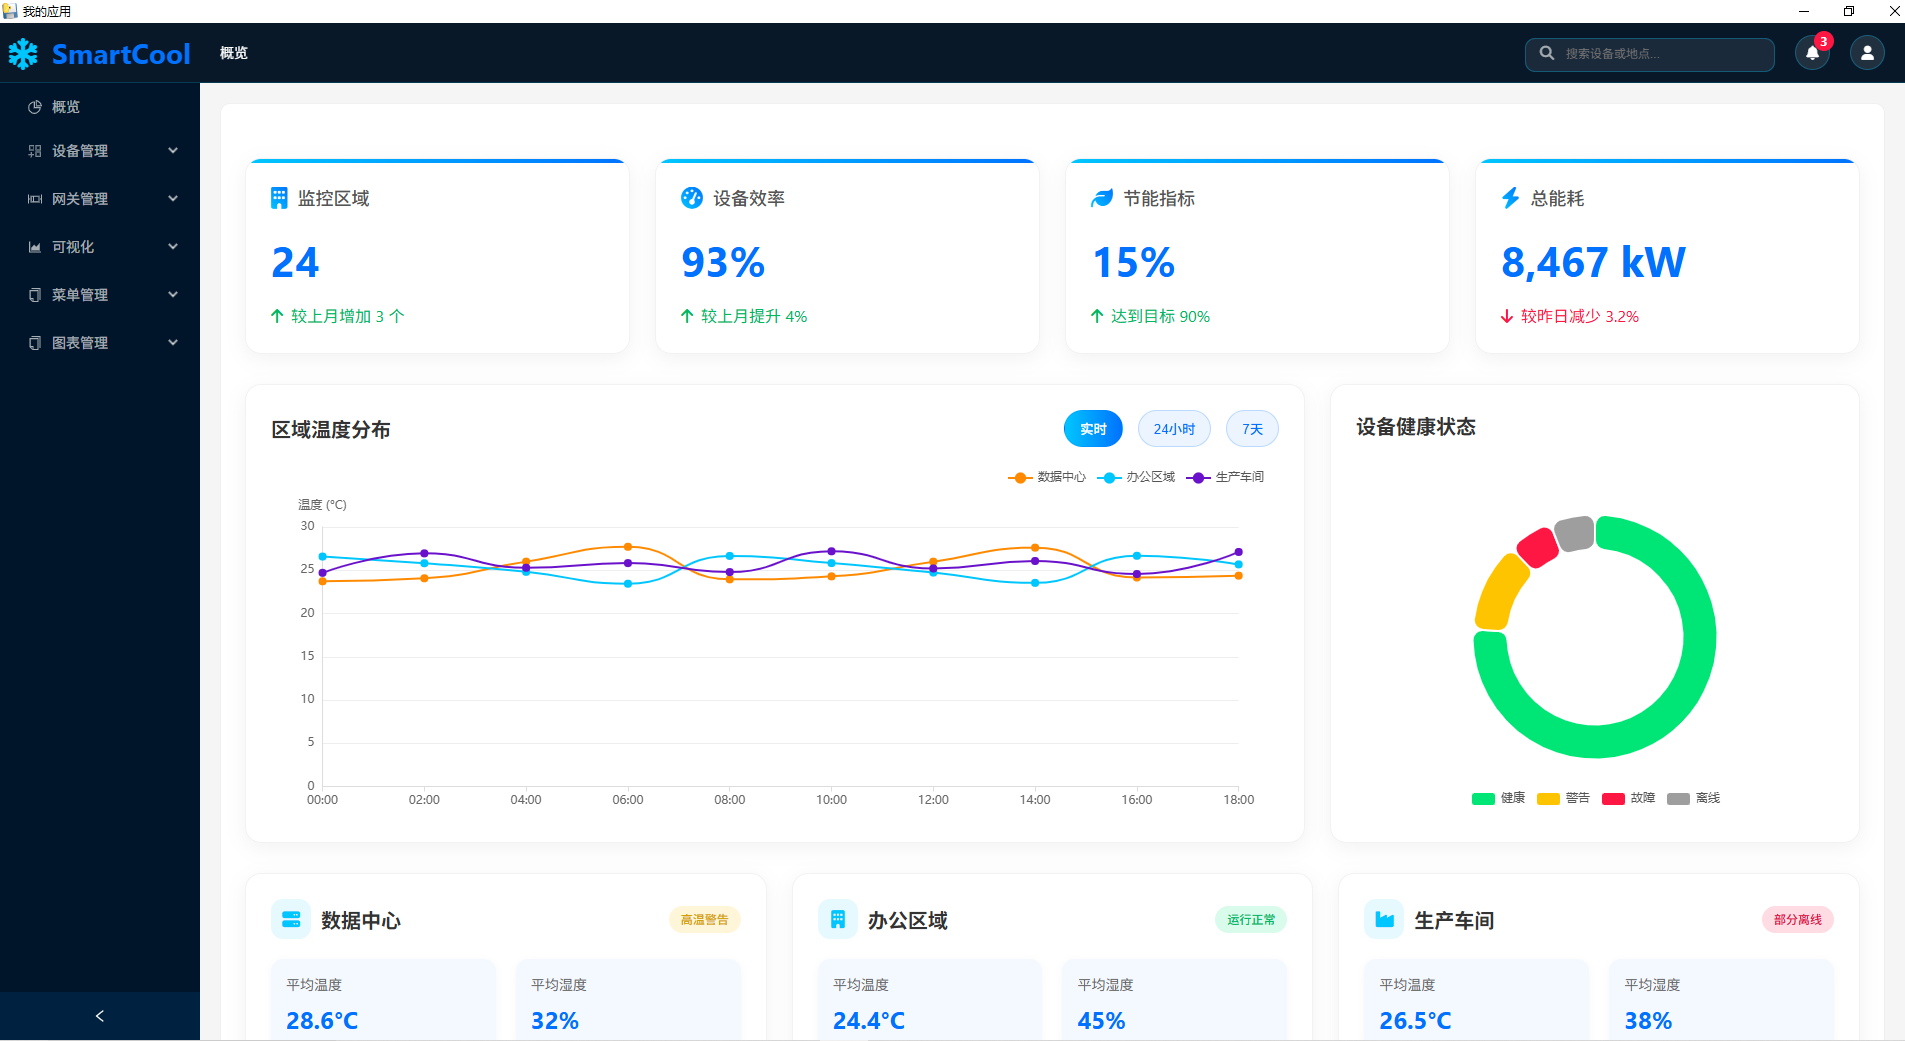 我的应用
SmartCool
概览
搜索设备或地点...
3
概览
设备管理
网关管理
可视化
菜单管理
图表管理
监控区域
24
较上月增加 3 个
设备效率
93%
较上月提升 4%
节能指标
15%
达到目标 90%
总能耗
8,467 kW
较昨日减少 3.2%
区域温度分布
实时
24小时
7天
数据中心
办公区域
生产车间
温度 (°C)
30
25
20
15
10
5
0
00:00
02:00
04:00
06:00
08:00
10:00
12:00
14:00
16:00
18:00
设备健康状态
健康
警告
故障
离线
数据中心
高温警告
平均温度
28.6°C
平均湿度
32%
办公区域
运行正常
平均温度
24.4°C
平均湿度
45%
生产车间
部分离线
平均温度
26.5°C
平均湿度
38%